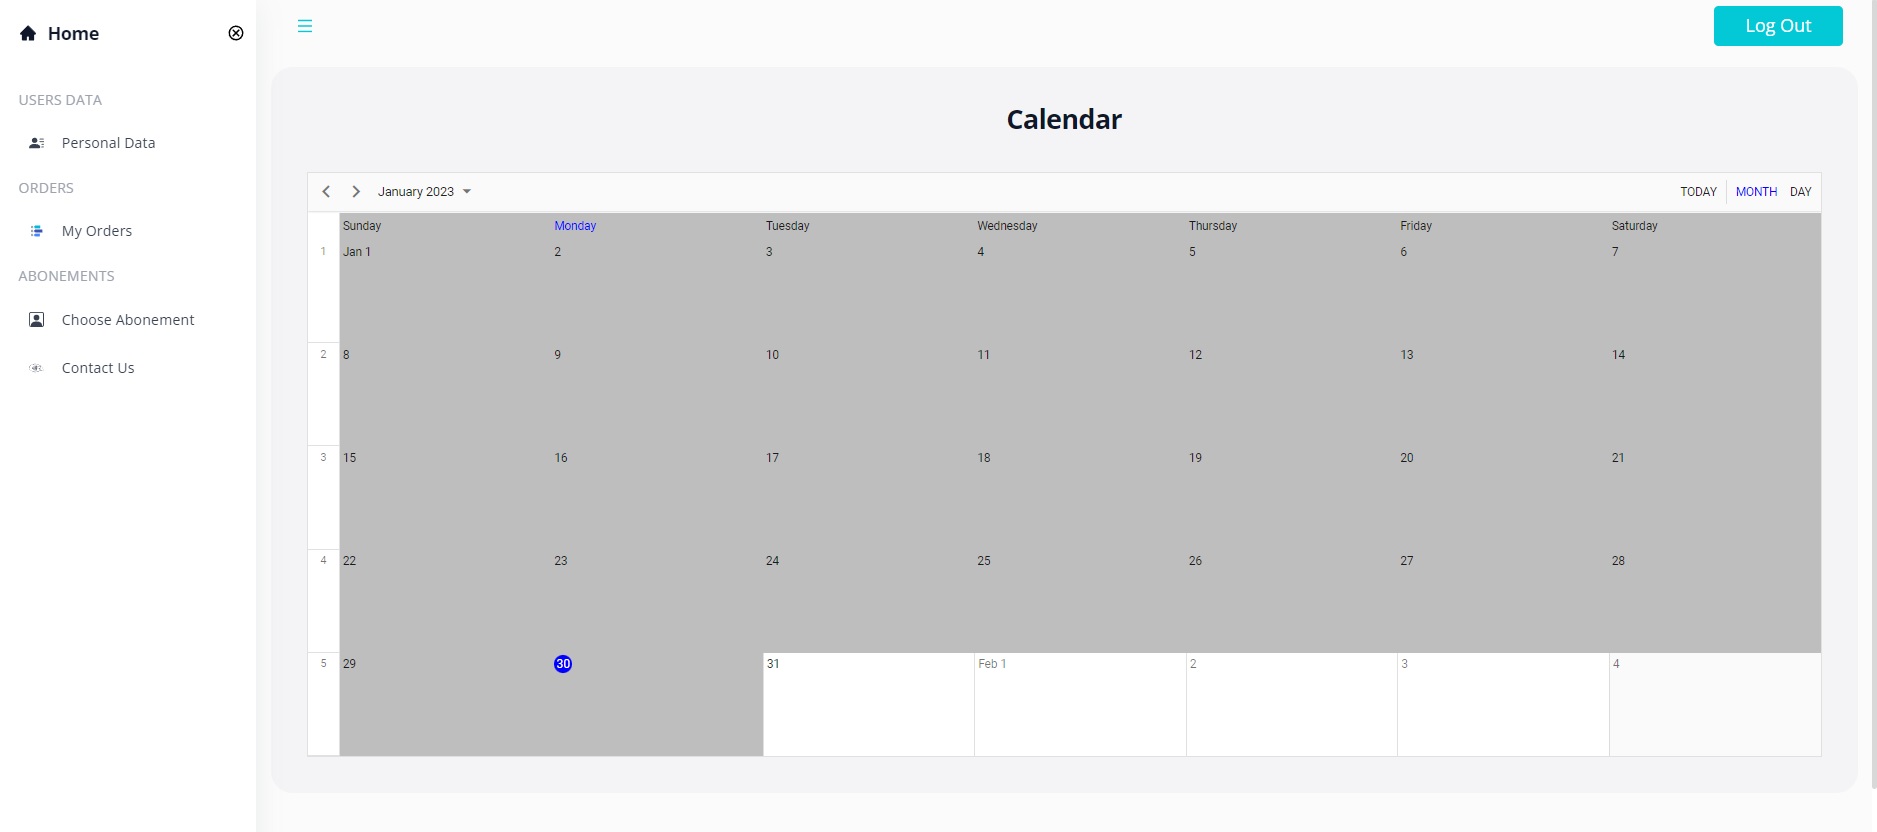 Home
Log Out
USERS DATA
Personal Data
ORDERS
My Orders
ABONEMENTS
Choose Abonement
Contact Us
Calendar
January 2023
TODAY MONTH DAY
Sunday Monday Tuesday Wednesday Thursday Friday Saturday
1 Jan 1 2 3 4 5 6 7
2 8 9 10 11 12 13 14
3 15 16 17 18 19 20 21
4 22 23 24 25 26 27 28
5 29 30 31 Feb 1 2 3 4